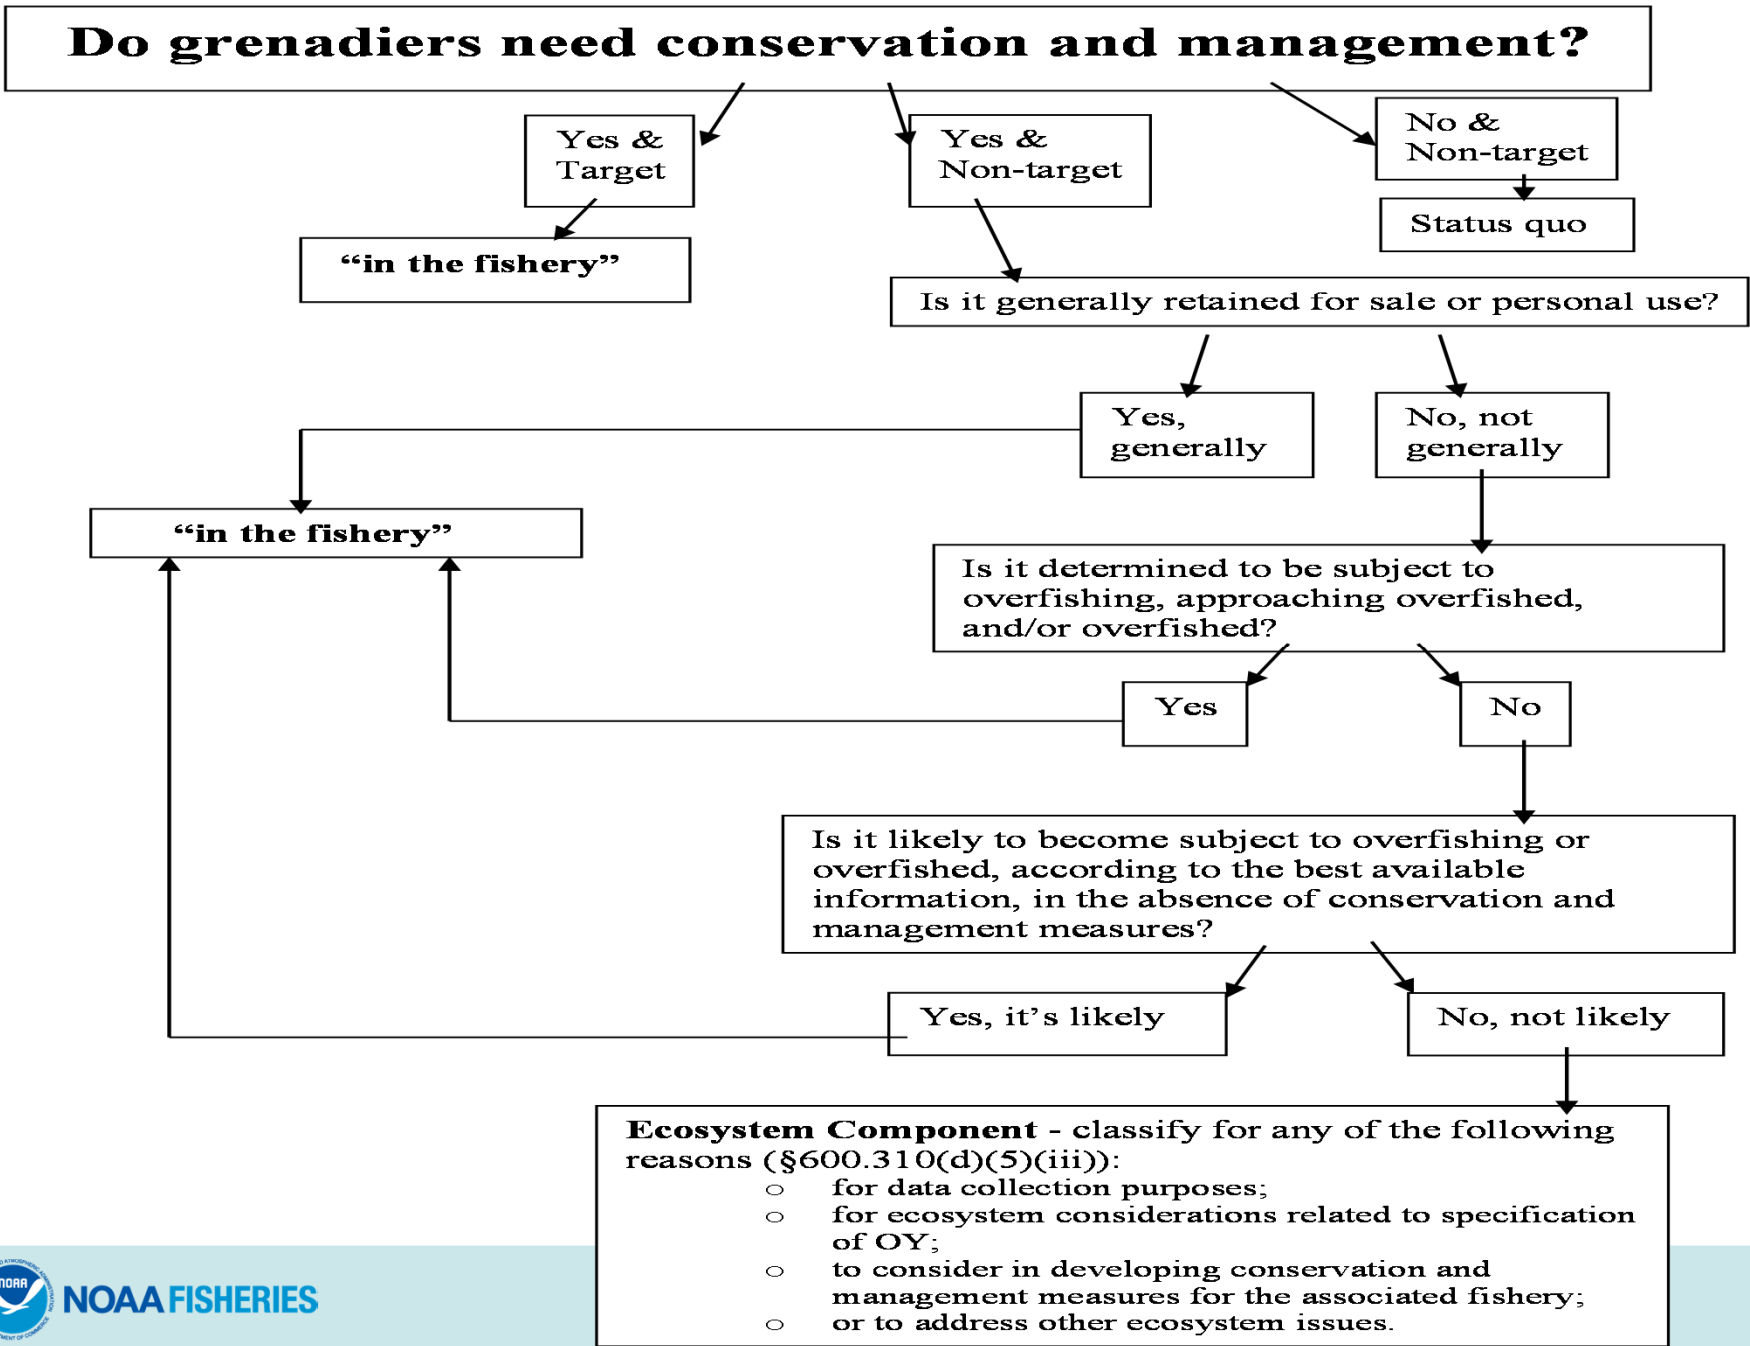 Do grenadiers need conservation and management?
Yes &
Target
Yes &
Non-target
No &
Non-target
Status quo
“in the fishery”
Is it generally retained for sale or personal use?
Yes,
generally
No, not
generally
“in the fishery”
Is it determined to be subject to
overfishing, approaching overfished,
and/or overfished?
Yes
No
Is it likely to become subject to overfishing or
overfished, according to the best available
information, in the absence of conservation and
management measures?
Yes, it’s likely
No, not likely
Ecosystem Component - classify for any of the following
reasons (§600.310(d)(5)(iii)):
○ for data collection purposes;
○ for ecosystem considerations related to specification
of OY;
○ to consider in developing conservation and
management measures for the associated fishery;
○ or to address other ecosystem issues.
NOAA
NOAA FISHERIES